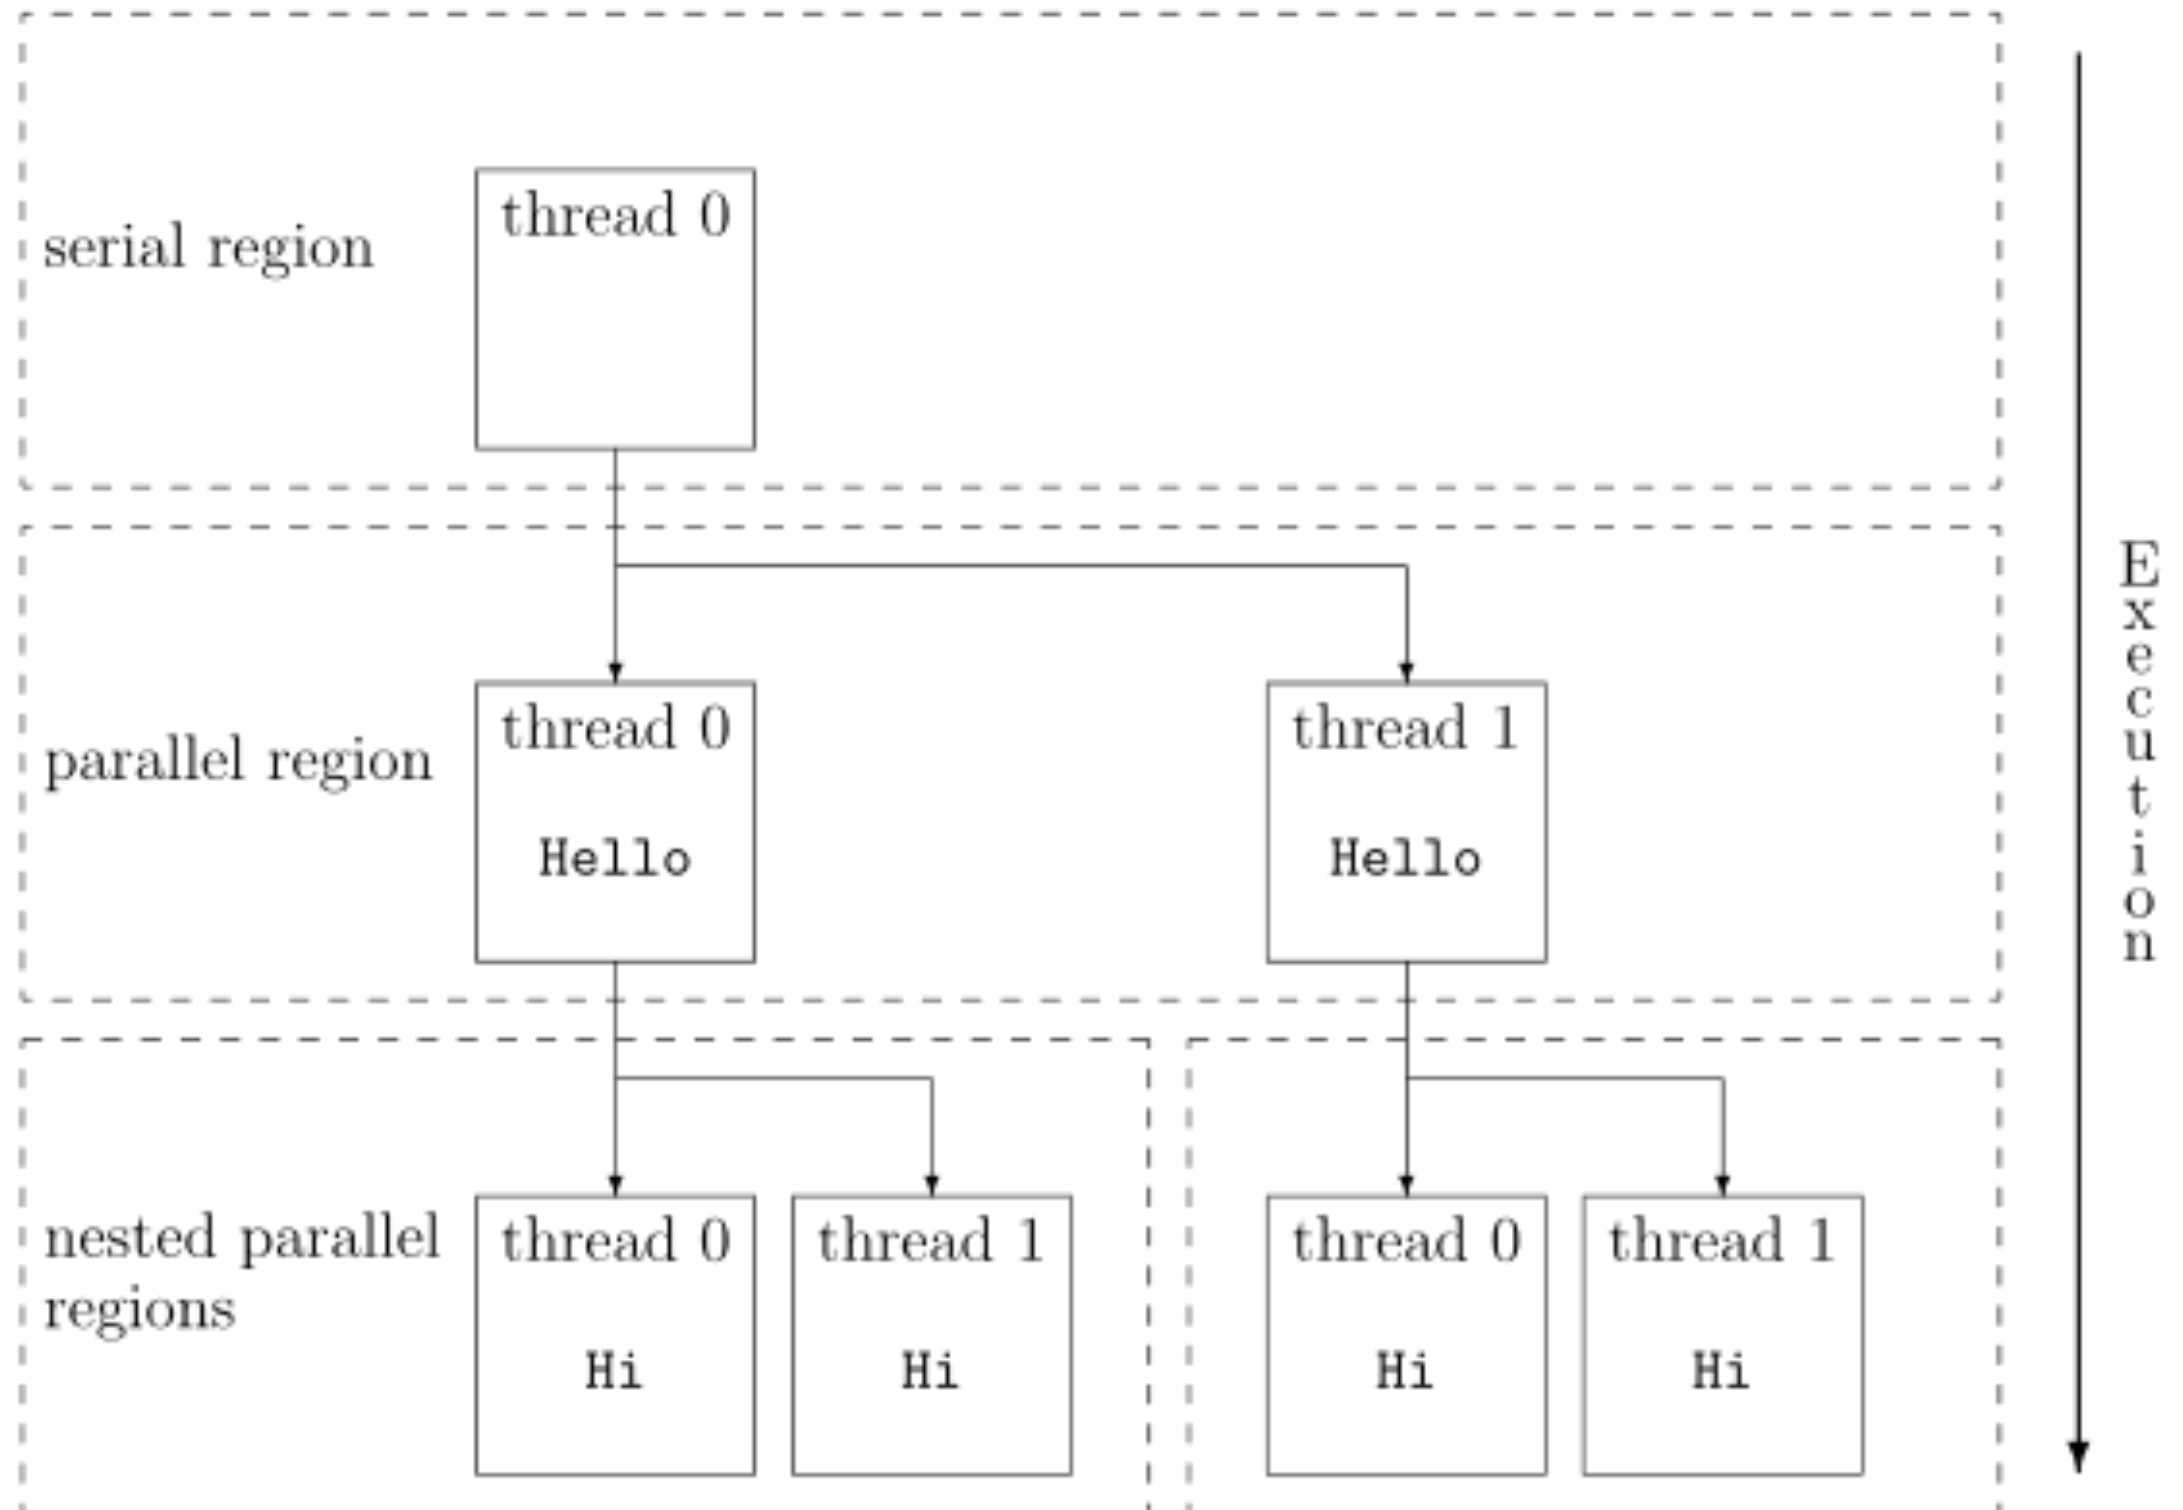 thread 0
serial region
thread 0
thread 1
parallel region
Hello
Hello
thread 0
thread 1
thread 0
thread 1
nested parallel
regions
Hi
Hi
Hi
Hi
Execution